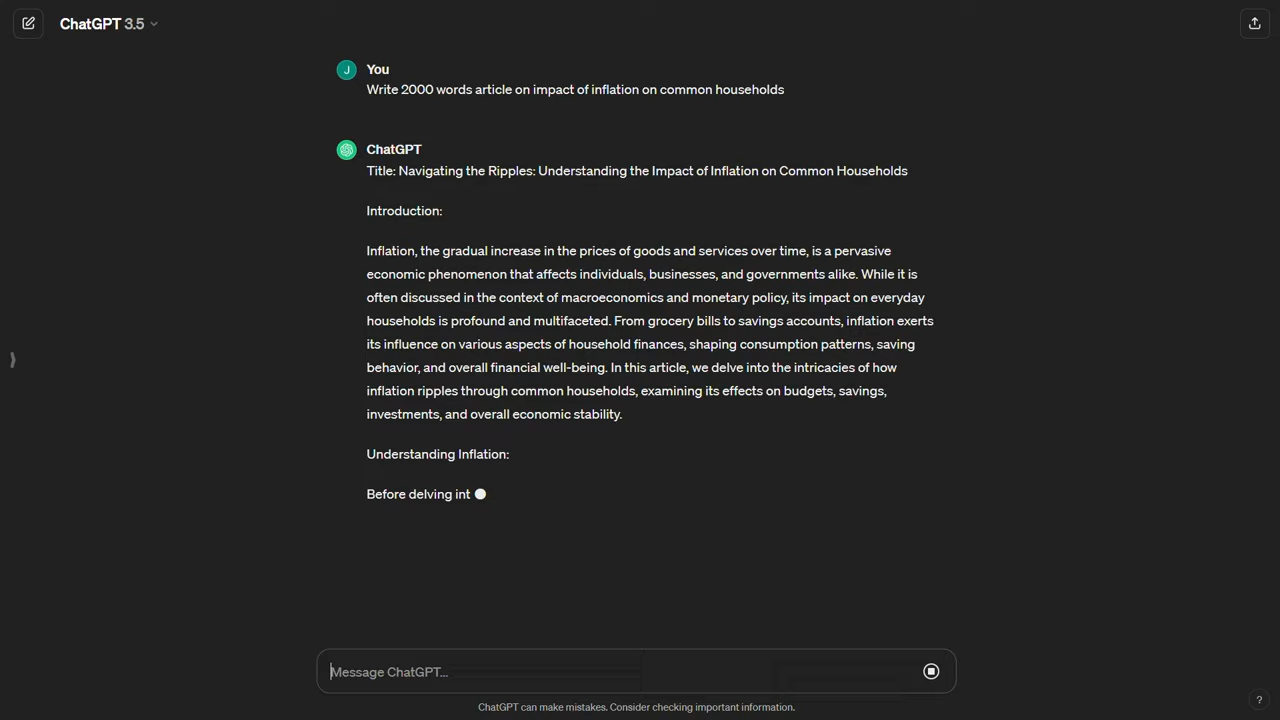 ChatGPT 3.5
J
You
Write 2000 words article on impact of inflation on common households
ChatGPT
Title: Navigating the Ripples: Understanding the Impact of Inflation on Common Households
Introduction:
Inflation, the gradual increase in the prices of goods and services over time, is a pervasive
economic phenomenon that affects individuals, businesses, and governments alike. While it is
often discussed in the context of macroeconomics and monetary policy, its impact on everyday
households is profound and multifaceted. From grocery bills to savings accounts, inflation exerts
its influence on various aspects of household finances, shaping consumption patterns, saving
behavior, and overall financial well-being. In this article, we delve into the intricacies of how
inflation ripples through common households, examining its effects on budgets, savings,
investments, and overall economic stability.
Understanding Inflation:
Before delving int
Message ChatGPT...
ChatGPT can make mistakes. Consider checking important information.
?